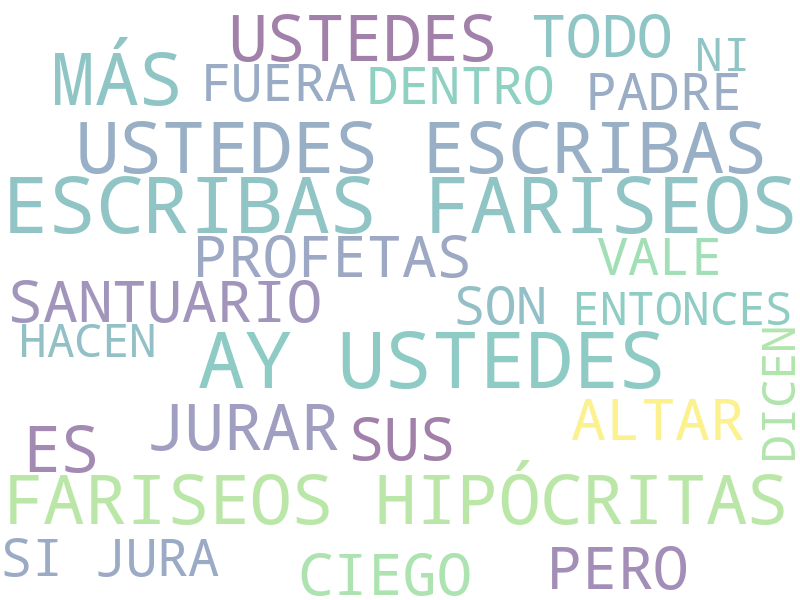 USTEDES TODO NI
MÁS FUERA DENTRO PADRE
USTEDES ESCRIBAS
ESCRIBAS FARISEOS
PROFETAS VALE
SANTUARIO SON ENTONCES
HACEN AY USTEDES DICEN
ES JURAR SUS ALTAR
FARISEOS HIPÓCRITAS
SI JURA CIEGO PERO